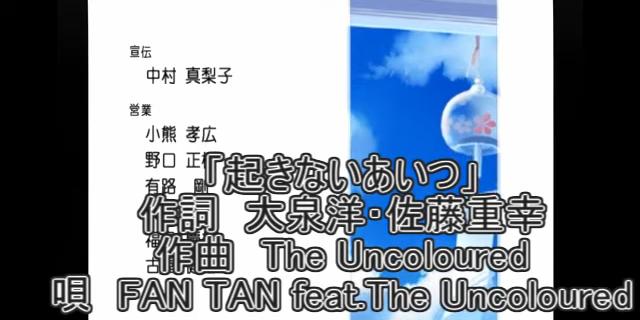 宣伝
中村 真梨子
営業
小熊 孝広
野口 正
有路 剛
「起きないあいつ」
作詞 大泉洋・佐藤重幸
作曲 The Uncoloured
唄 FAN TAN feat.The Uncoloured